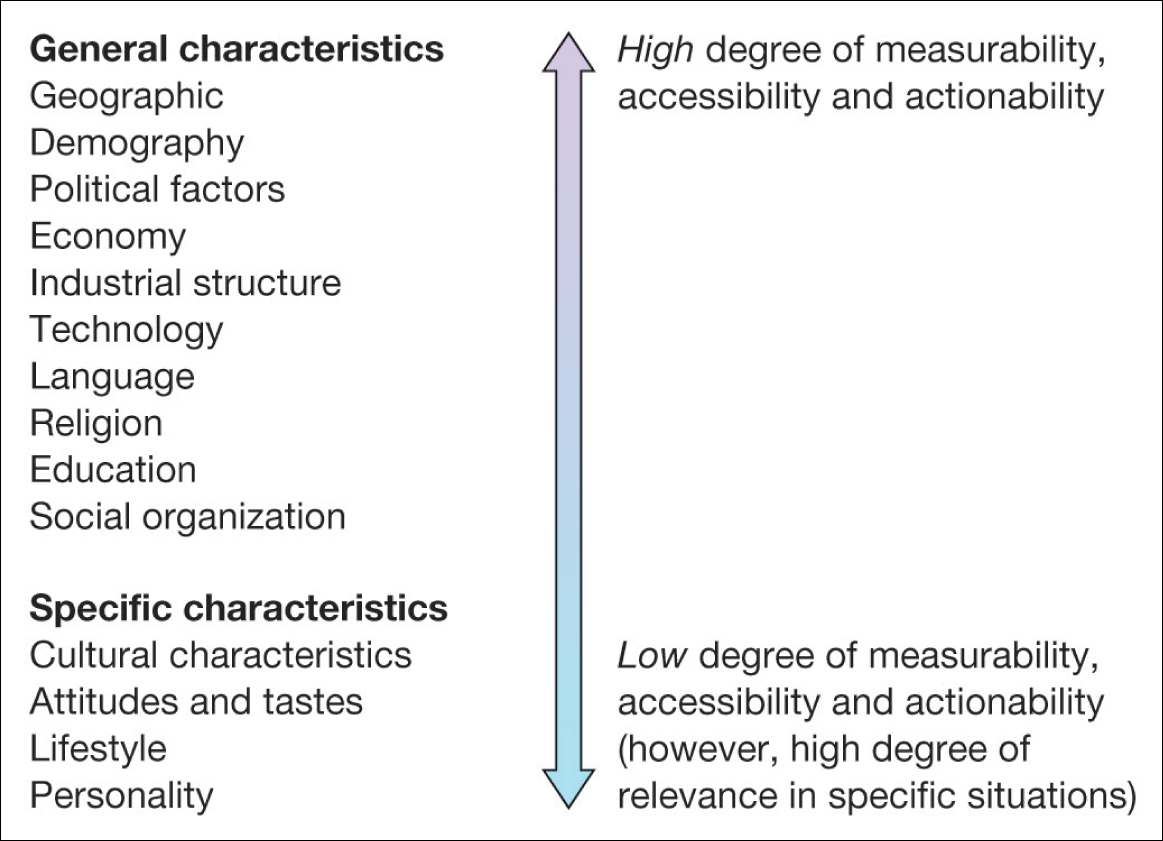 General characteristics
Geographic
Demography
Political factors
Economy
Industrial structure
Technology
Language
Religion
Education
Social organization
Specific characteristics
Cultural characteristics
Attitudes and tastes
Lifestyle
Personality
High degree of measurability,
accessibility and actionability
Low degree of measurability,
accessibility and actionability
(however, high degree of
relevance in specific situations)